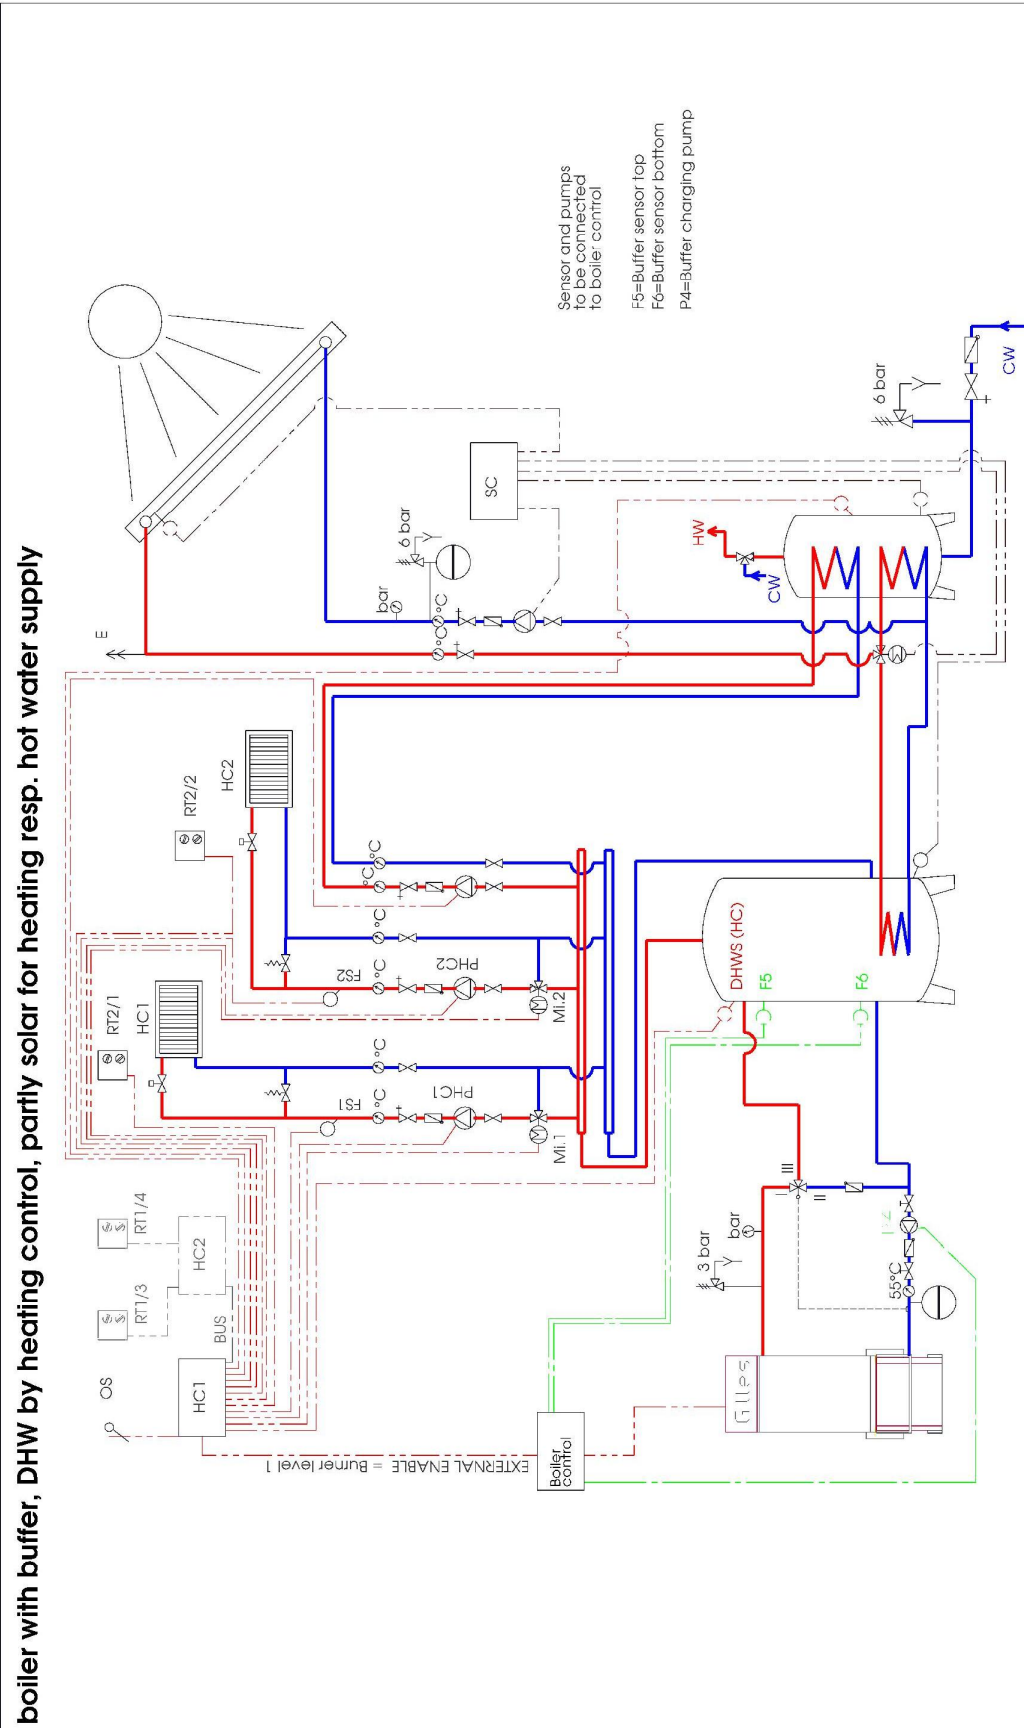 boiler with buffer, DHW by heating control, partly solar for heating resp. hot water supply
OS
RT1/3
RT1/4
RT2/1
RT2/2
HC1
BUS
HC2
HC1
HC2
E
EXTERNAL ENABLE = Burner level 1
FS1
°C
°C
FS2
°C
°C
°C
°C
PHC1
PHC2
Mi.1
Mi.2
bar
6 bar
°C
°C
SC
Sensor and pumps
to be connected
to boiler control
F5=Buffer sensor top
F6=Buffer sensor bottom
P4=Buffer charging pump
Boiler
control
3 bar
bar
I
III
II
DHWS (HC)
F5
F6
HW
CW
6 bar
CW
Gilles
55°C
P4